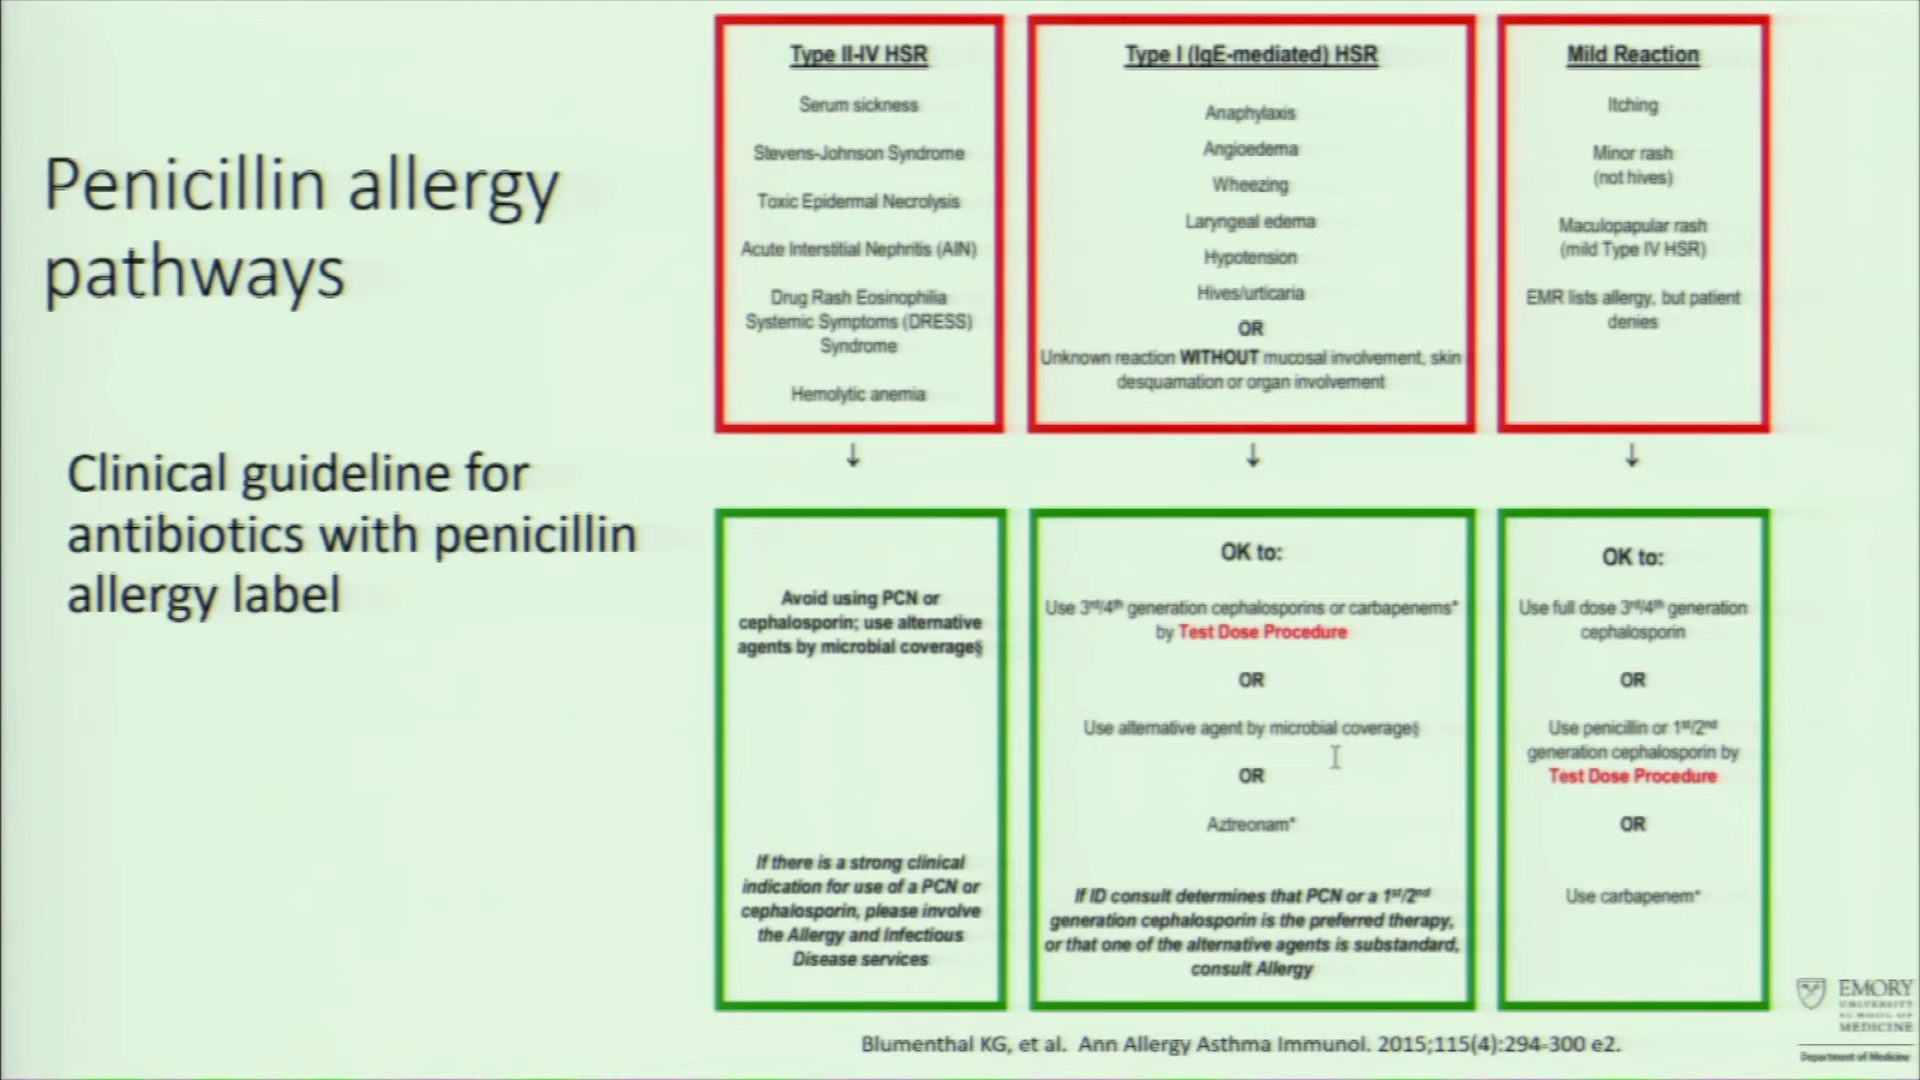 Penicillin allergy
pathways
Clinical guideline for
antibiotics with penicillin
allergy label
Type II-IV HSR
Serum sickness
Stevens-Johnson Syndrome
Toxic Epidermal Necrolysis
Acute Interstitial Nephritis (AIN)
Drug Rash Eosinophilia
Systemic Symptoms (DRESS)
Syndrome
Hemolytic anemia
↓
Avoid using PCN or
cephalosporin; use alternative
agents by microbial coverage§
If there is a strong clinical
indication for use of a PCN or
cephalosporin, please involve
the Allergy and Infectious
Disease services
Type I (IgE-mediated) HSR
Anaphylaxis
Angioedema
Wheezing
Laryngeal edema
Hypotension
Hives/urticaria
OR
Unknown reaction WITHOUT mucosal involvement, skin
desquamation or organ involvement
↓
OK to:
Use 3rd/4th generation cephalosporins or carbapenems*
by Test Dose Procedure
OR
Use alternative agent by microbial coverage§
OR
Aztreonam*
If ID consult determines that PCN or a 1st/2nd
generation cephalosporin is the preferred therapy,
or that one of the alternative agents is substandard,
consult Allergy
Mild Reaction
Itching
Minor rash
(not hives)
Maculopapular rash
(mild Type IV HSR)
EMR lists allergy, but patient
denies
↓
OK to:
Use full dose 3rd/4th generation
cephalosporin
OR
Use penicillin or 1st/2nd
generation cephalosporin by
Test Dose Procedure
OR
Use carbapenem*
Blumenthal KG, et al. Ann Allergy Asthma Immunol. 2015;115(4):294-300 e2.
EMORY
UNIVERSITY
SCHOOL OF
MEDICINE
Department of Medicine